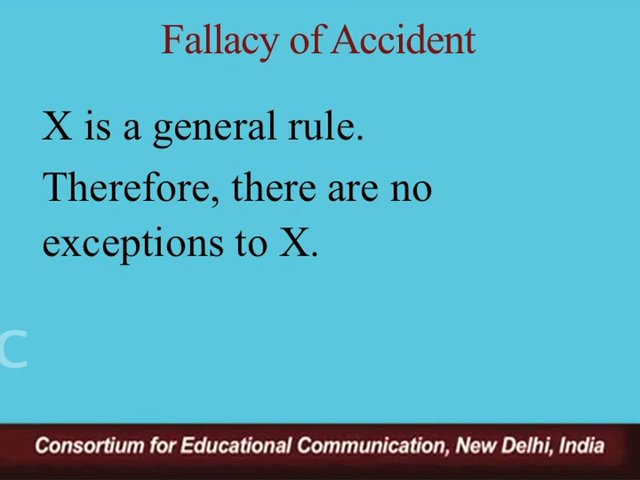 Fallacy of Accident
X is a general rule.
Therefore, there are no
exceptions to X.
C
Consortium for Educational Communication, New Delhi, India